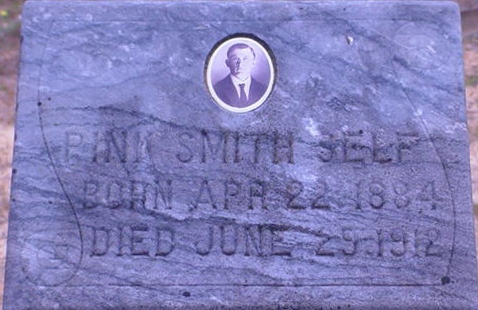 PINK SMITH SELF
BORN APR. 22. 1884
DIED JUNE 29. 1912